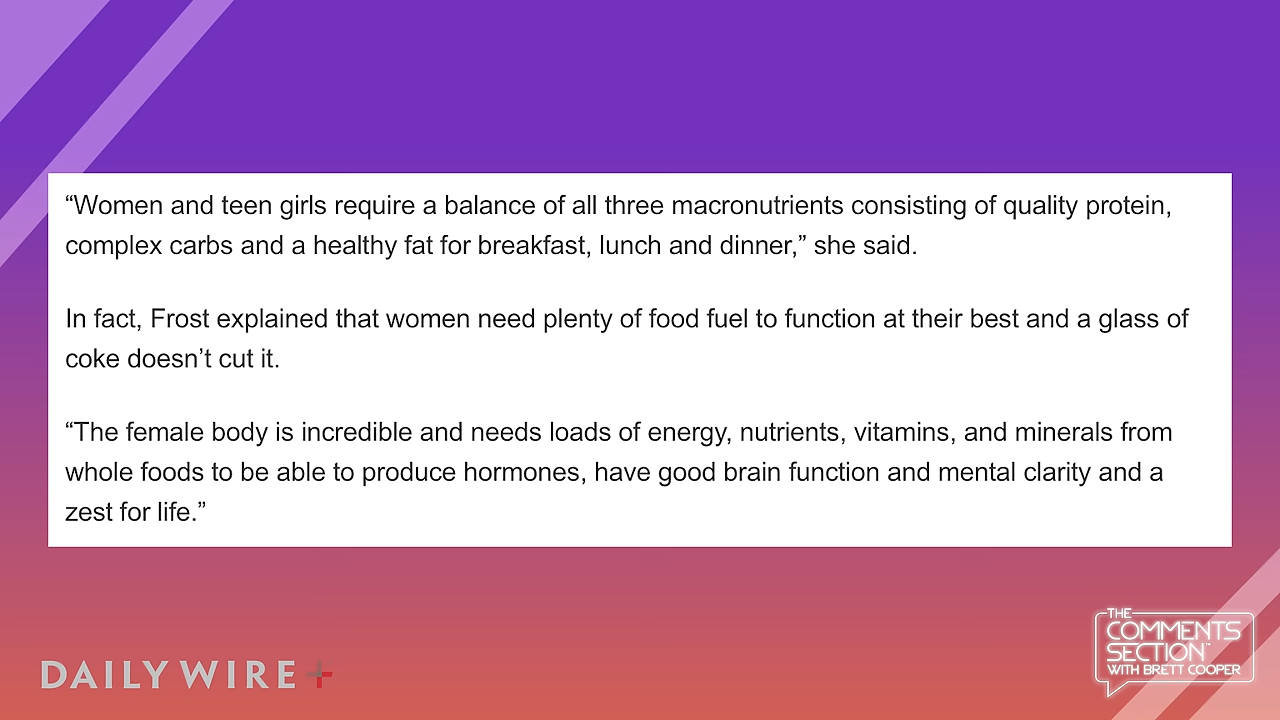 “Women and teen girls require a balance of all three macronutrients consisting of quality protein,
complex carbs and a healthy fat for breakfast, lunch and dinner,” she said.
In fact, Frost explained that women need plenty of food fuel to function at their best and a glass of
coke doesn’t cut it.
“The female body is incredible and needs loads of energy, nutrients, vitamins, and minerals from
whole foods to be able to produce hormones, have good brain function and mental clarity and a
zest for life.”
DAILY WIRE+
THE
COMMENTS
SECTION™
WITH BRETT COOPER